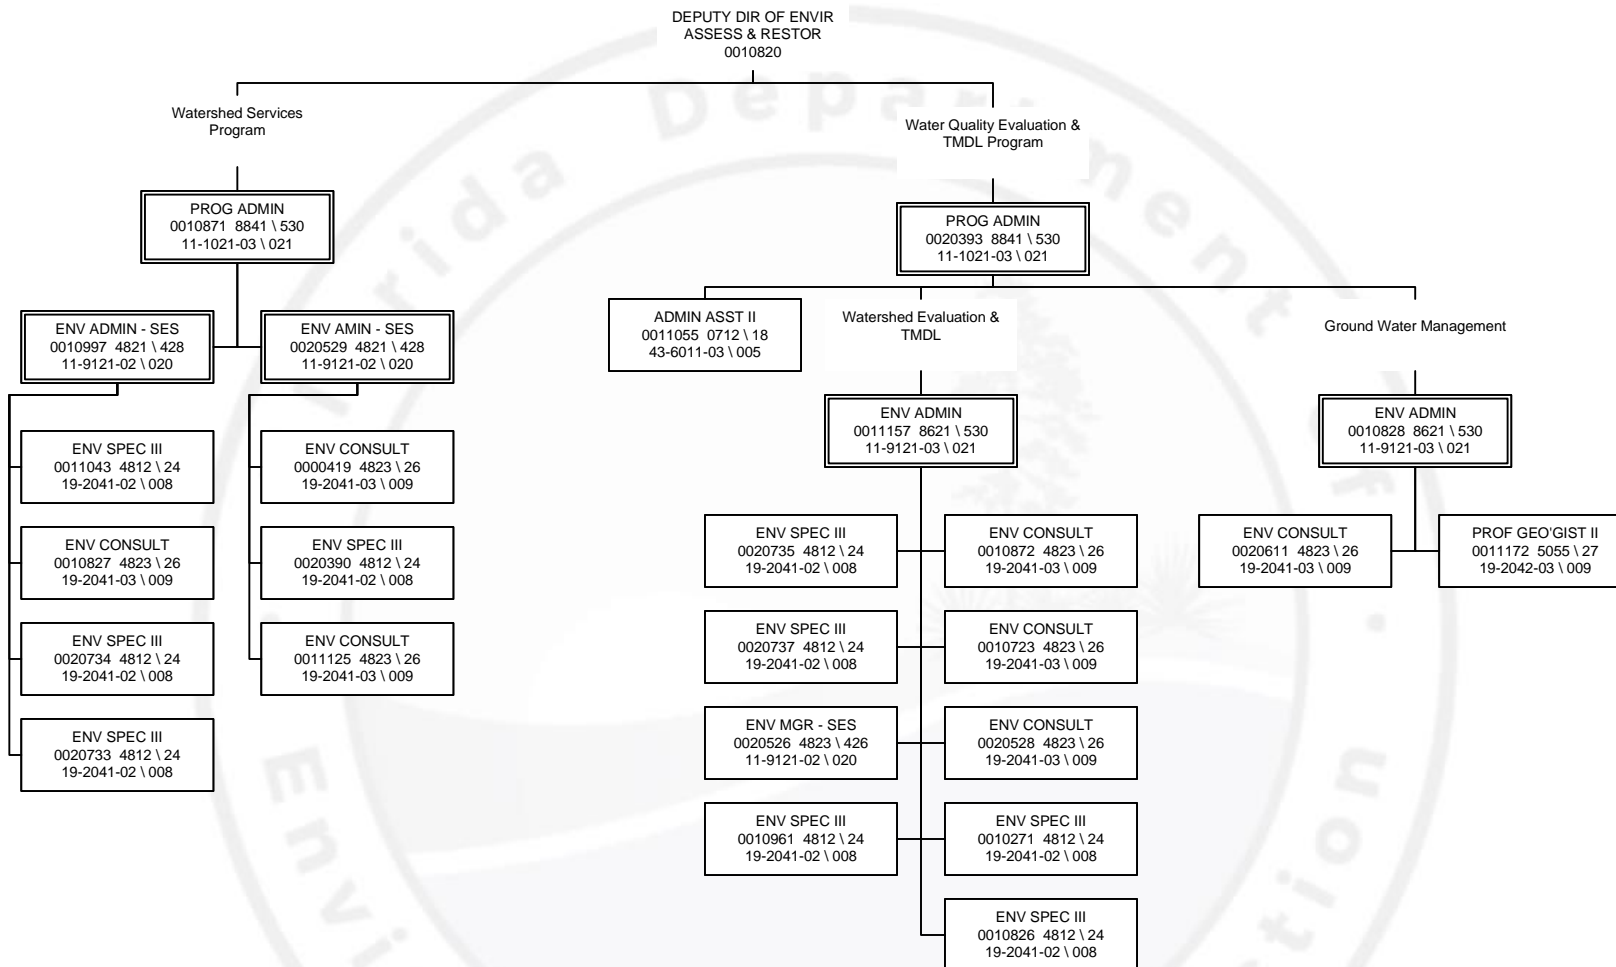 DEPUTY DIR OF ENVIR
ASSESS & RESTOR
0010820
Watershed Services
Program
PROG ADMIN
0010871 8841 \ 530
11-1021-03 \ 021
ENV ADMIN - SES
0010997 4821 \ 428
11-9121-02 \ 020
ENV SPEC III
0011043 4812 \ 24
19-2041-02 \ 008
ENV CONSULT
0010827 4823 \ 26
19-2041-03 \ 009
ENV SPEC III
0020734 4812 \ 24
19-2041-02 \ 008
ENV SPEC III
0020733 4812 \ 24
19-2041-02 \ 008
ENV AMIN - SES
0020529 4821 \ 428
11-9121-02 \ 020
ENV CONSULT
0000419 4823 \ 26
19-2041-03 \ 009
ENV SPEC III
0020390 4812 \ 24
19-2041-02 \ 008
ENV CONSULT
0011125 4823 \ 26
19-2041-03 \ 009
Water Quality Evaluation &
TMDL Program
PROG ADMIN
0020393 8841 \ 530
11-1021-03 \ 021
ADMIN ASST II
0011055 0712 \ 18
43-6011-03 \ 005
Watershed Evaluation &
TMDL
ENV ADMIN
0011157 8621 \ 530
11-9121-03 \ 021
ENV SPEC III
0020735 4812 \ 24
19-2041-02 \ 008
ENV CONSULT
0010872 4823 \ 26
19-2041-03 \ 009
ENV SPEC III
0020737 4812 \ 24
19-2041-02 \ 008
ENV CONSULT
0010723 4823 \ 26
19-2041-03 \ 009
ENV MGR - SES
0020526 4823 \ 426
11-9121-02 \ 020
ENV CONSULT
0020528 4823 \ 26
19-2041-03 \ 009
ENV SPEC III
0010961 4812 \ 24
19-2041-02 \ 008
ENV SPEC III
0010271 4812 \ 24
19-2041-02 \ 008
ENV SPEC III
0010826 4812 \ 24
19-2041-02 \ 008
Ground Water Management
ENV ADMIN
0010828 8621 \ 530
11-9121-03 \ 021
ENV CONSULT
0020611 4823 \ 26
19-2041-03 \ 009
PROF GEO'GIST II
0011172 5055 \ 27
19-2042-03 \ 009